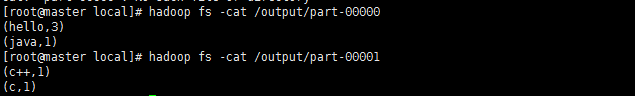 [root@master local]# hadoop fs -cat /output/part-00000
(hello,3)
(java,1)
[root@master local]# hadoop fs -cat /output/part-00001
(c++,1)
(c,1)